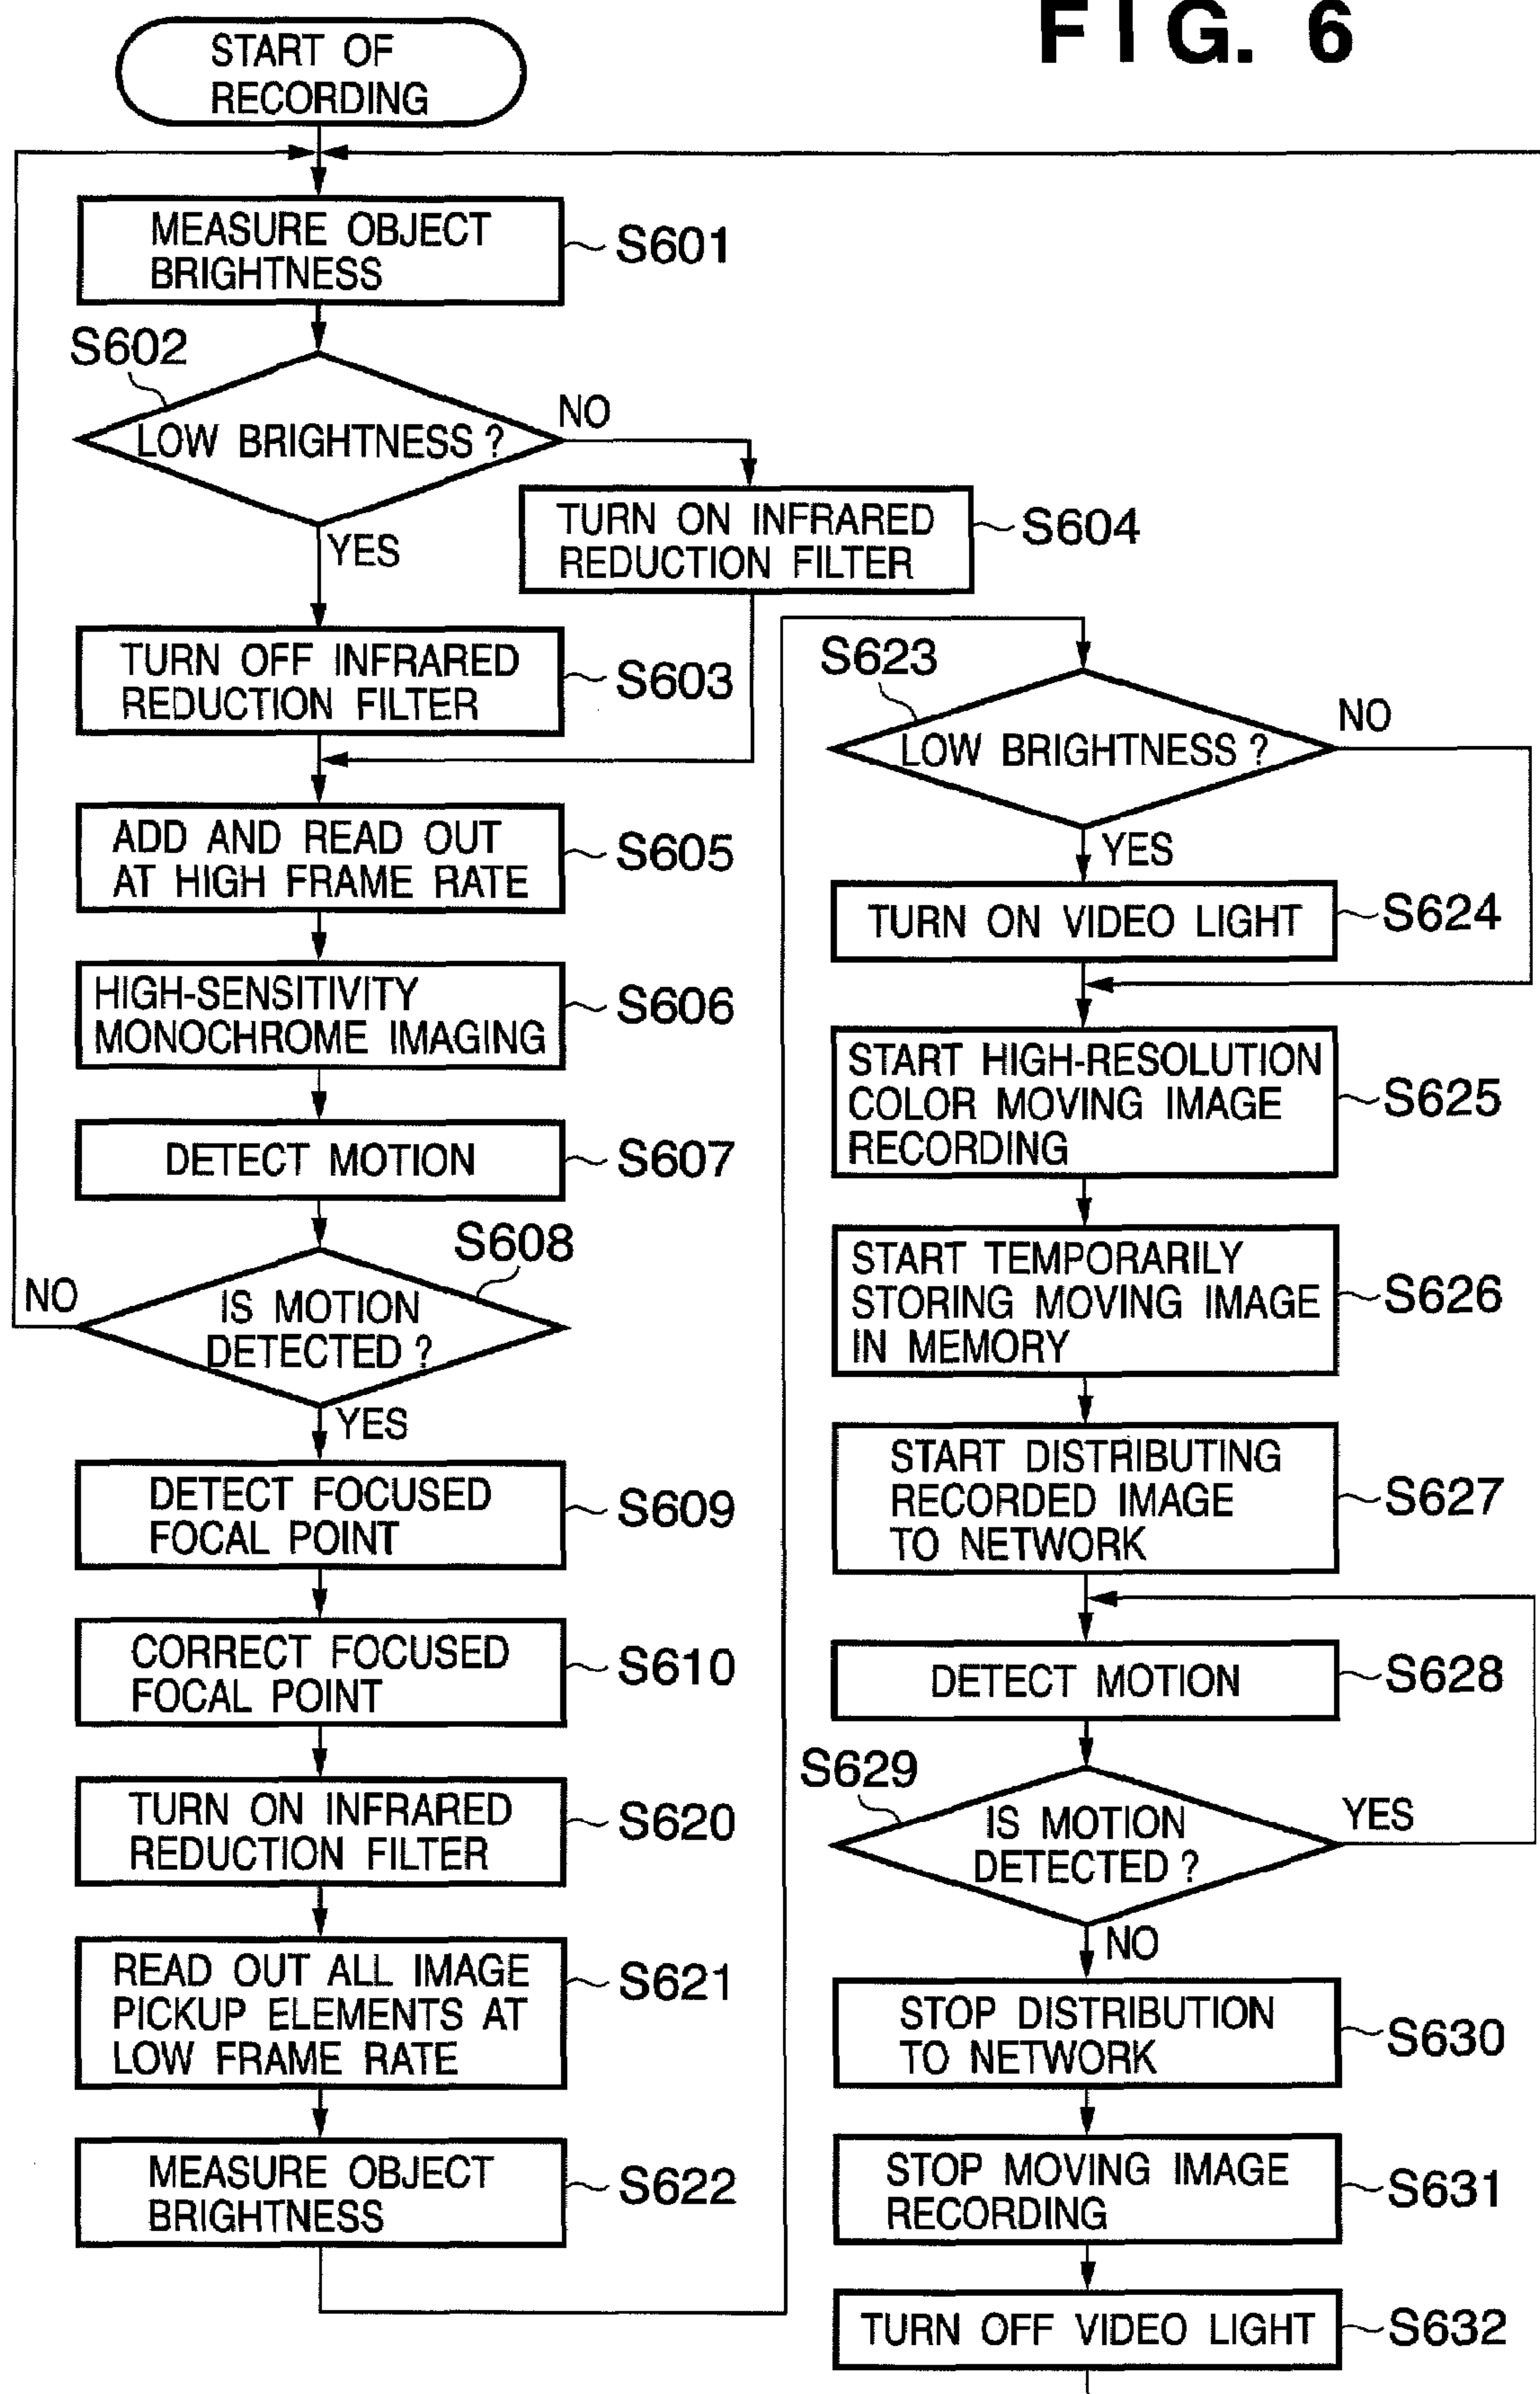 FIG. 6
START OF
RECORDING
MEASURE OBJECT
BRIGHTNESS
S601
S602
LOW BRIGHTNESS?
NO
YES
TURN ON INFRARED
REDUCTION FILTER
S604
TURN OFF INFRARED
REDUCTION FILTER
S603
ADD AND READ OUT
AT HIGH FRAME RATE
S605
HIGH-SENSITIVITY
MONOCHROME IMAGING
S606
DETECT MOTION
S607
S608
IS MOTION
DETECTED?
NO
YES
DETECT FOCUSED
FOCAL POINT
S609
CORRECT FOCUSED
FOCAL POINT
S610
TURN ON INFRARED
REDUCTION FILTER
S620
READ OUT ALL IMAGE
PICKUP ELEMENTS AT
LOW FRAME RATE
S621
MEASURE OBJECT
BRIGHTNESS
S622
S623
LOW BRIGHTNESS?
NO
YES
TURN ON VIDEO LIGHT
S624
START HIGH-RESOLUTION
COLOR MOVING IMAGE
RECORDING
S625
START TEMPORARILY
STORING MOVING IMAGE
IN MEMORY
S626
START DISTRIBUTING
RECORDED IMAGE
TO NETWORK
S627
DETECT MOTION
S628
S629
IS MOTION
DETECTED?
YES
NO
STOP DISTRIBUTION
TO NETWORK
S630
STOP MOVING IMAGE
RECORDING
S631
TURN OFF VIDEO LIGHT
S632